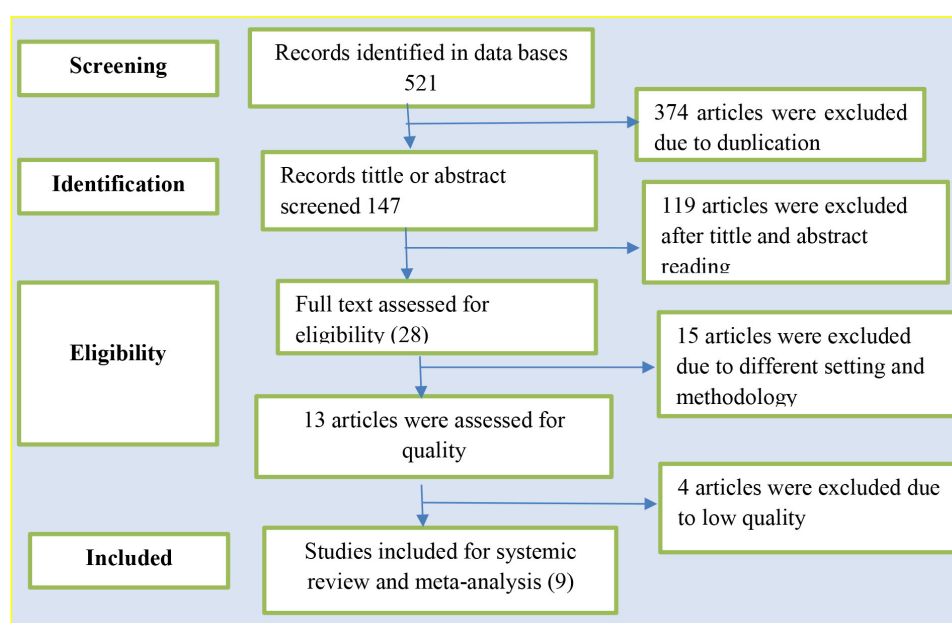 Screening
Records identified in data bases
521
374 articles were excluded
due to duplication
Identification
Records tittle or abstract
screened 147
119 articles were excluded
after tittle and abstract
reading
Eligibility
Full text assessed for
eligibility (28)
15 articles were excluded
due to different setting and
methodology
13 articles were assessed for
quality
4 articles were excluded due
to low quality
Included
Studies included for systemic
review and meta-analysis (9)